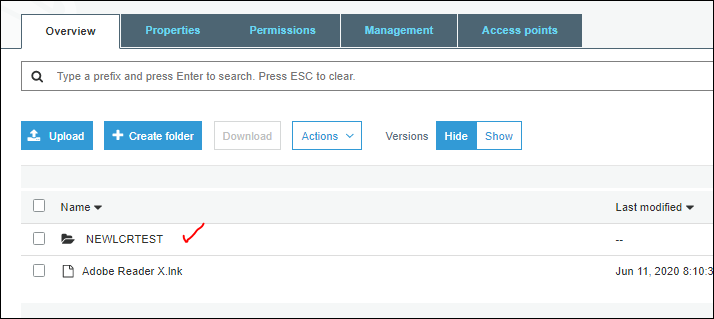 Overview Properties Permissions Management Access points
Type a prefix and press Enter to search. Press ESC to clear.
Upload Create folder Download Actions Versions Hide Show
Name Last modified
NEWLCRTEST --
Adobe Reader X.lnk Jun 11, 2020 8:10:3